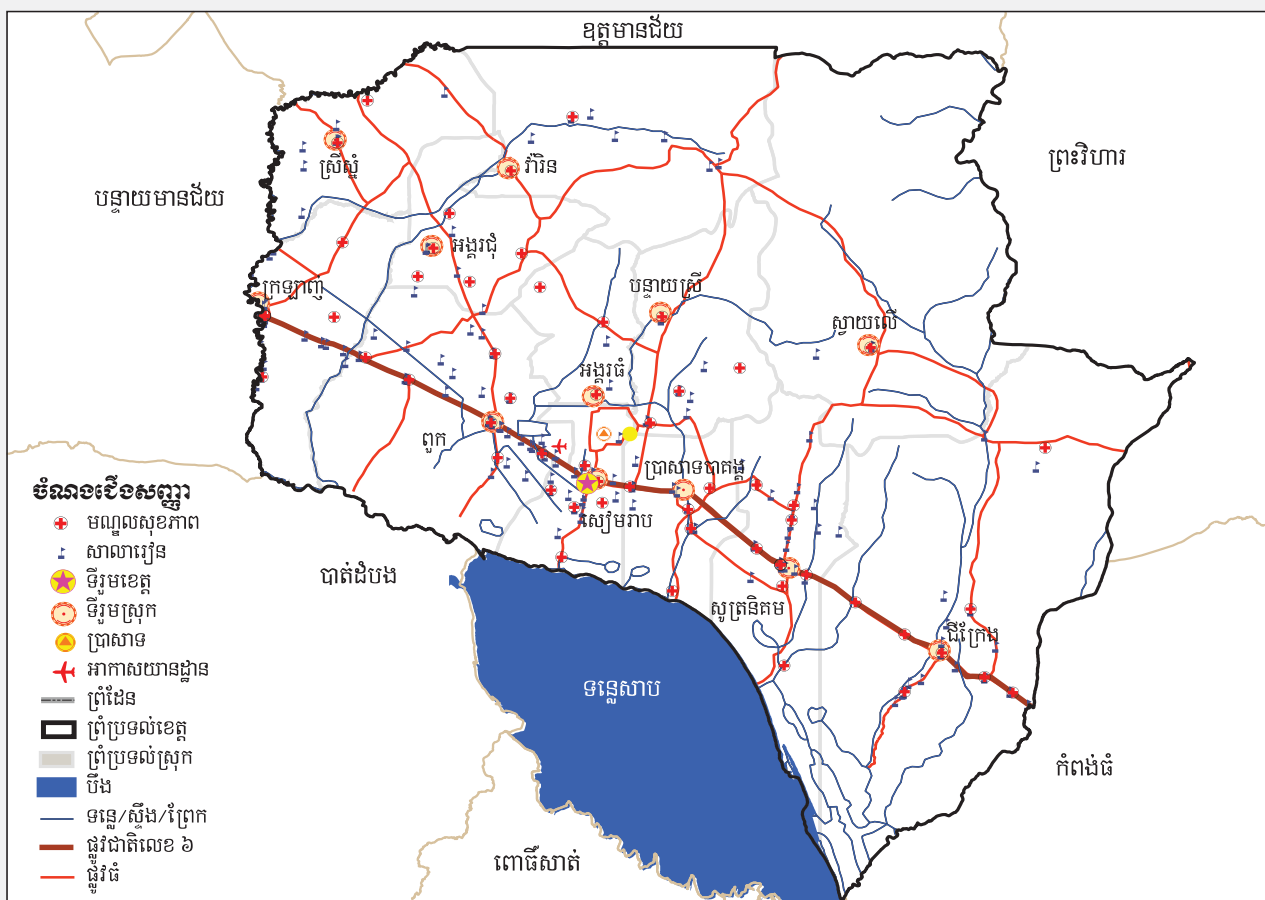 ឧត្តមានជ័យ
ព្រះវិហារ
ស្រីស្នំ
វ៉ារិន
បន្ទាយមានជ័យ
អង្គរជុំ
ក្រឡាញ់
បន្ទាយស្រី
ស្វាយលើ
អង្គរធំ
ពួក
ប្រាសាទបាគង្គ
សៀមរាប
បាត់ដំបង
សូត្រនិគម
ជីក្រែង
ទន្លេសាប
កំពង់ធំ
ពោធិ៍សាត់
ចំណងជើងសញ្ញា
មណ្ឌលសុខភាព
សាលារៀន
ទីរួមខេត្ត
ទីរួមស្រុក
ប្រាសាទ
អាកាសយានដ្ឋាន
ព្រំដែន
ព្រំប្រទល់ខេត្ត
ព្រំប្រទល់ស្រុក
បឹង
ទន្លេ/ស្ទឹង/ព្រែក
ផ្លូវជាតិលេខ ៦
ផ្លូវធំ